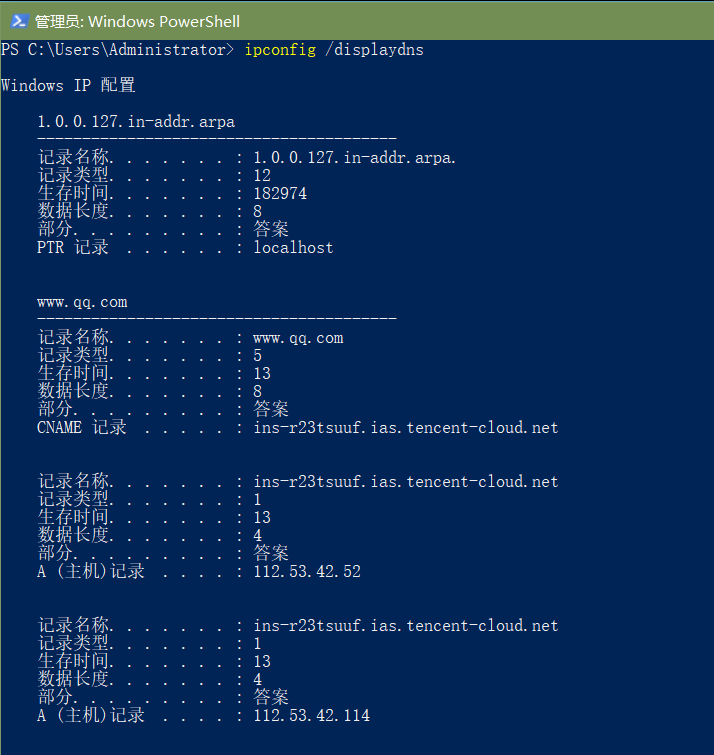 管理员: Windows PowerShell
PS C:\Users\Administrator> ipconfig /displaydns
Windows IP 配置
1.0.0.127.in-addr.arpa
----------------------------------------
记录名称. . . . . . . : 1.0.0.127.in-addr.arpa.
记录类型. . . . . . . : 12
生存时间. . . . . . . : 182974
数据长度. . . . . . . : 8
部分. . . . . . . . . : 答案
PTR 记录  . . . . . . : localhost
www.qq.com
----------------------------------------
记录名称. . . . . . . : www.qq.com
记录类型. . . . . . . : 5
生存时间. . . . . . . : 13
数据长度. . . . . . . : 8
部分. . . . . . . . . : 答案
CNAME 记录  . . . . . : ins-r23tsuuf.ias.tencent-cloud.net
记录名称. . . . . . . : ins-r23tsuuf.ias.tencent-cloud.net
记录类型. . . . . . . : 1
生存时间. . . . . . . : 13
数据长度. . . . . . . : 4
部分. . . . . . . . . : 答案
A (主机)记录  . . . . : 112.53.42.52
记录名称. . . . . . . : ins-r23tsuuf.ias.tencent-cloud.net
记录类型. . . . . . . : 1
生存时间. . . . . . . : 13
数据长度. . . . . . . : 4
部分. . . . . . . . . : 答案
A (主机)记录  . . . . : 112.53.42.114